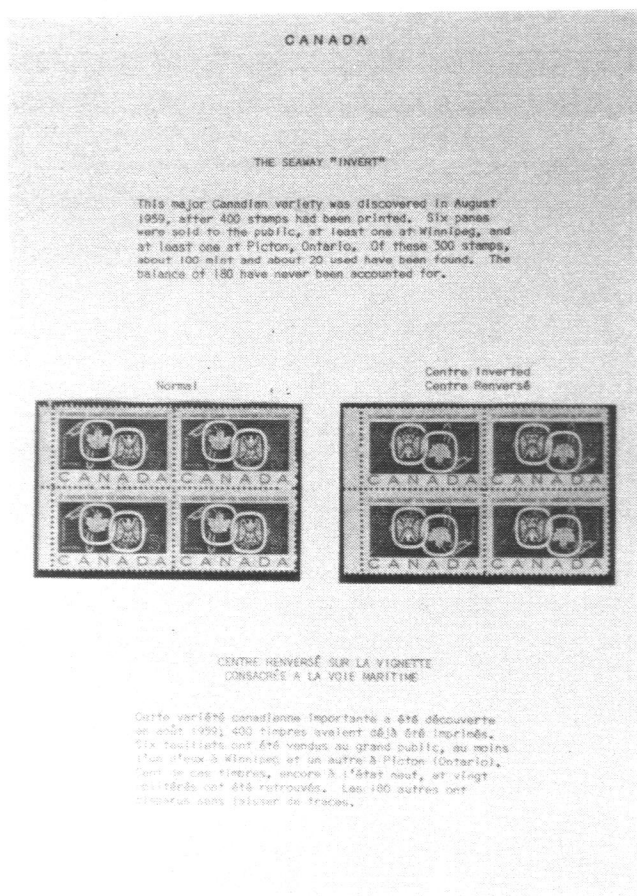 CANADA
THE SEAWAY "INVERT"
This major Canadian variety was discovered in August
1959, after 400 stamps had been printed. Six panes
were sold to the public, at least one at Winnipeg, and
at least one at Picton, Ontario. Of these 300 stamps,
about 100 mint and about 20 used have been found. The
balance of 180 have never been accounted for.
Normal
Centre Inverted
Centre Renversé
CANADA CANADA
CANADA CANADA
CANADA CANADA
CANADA CANADA
CENTRE RENVERSÉ SUR LA VIGNETTE
CONSACRÉE A LA VOIE MARITIME
Cette variété canadienne importante a été découverte
en août 1959; 400 timbres avaient déjà été imprimés.
Six feuillets ont été vendus au grand public, au moins
l'un d'eux à Winnipeg et un autre à Picton (Ontario).
Cent de ces timbres, encore à l'état neuf, et vingt
oblitérés ont été retrouvés. Les 180 autres ont
disparus sans laisser de traces.